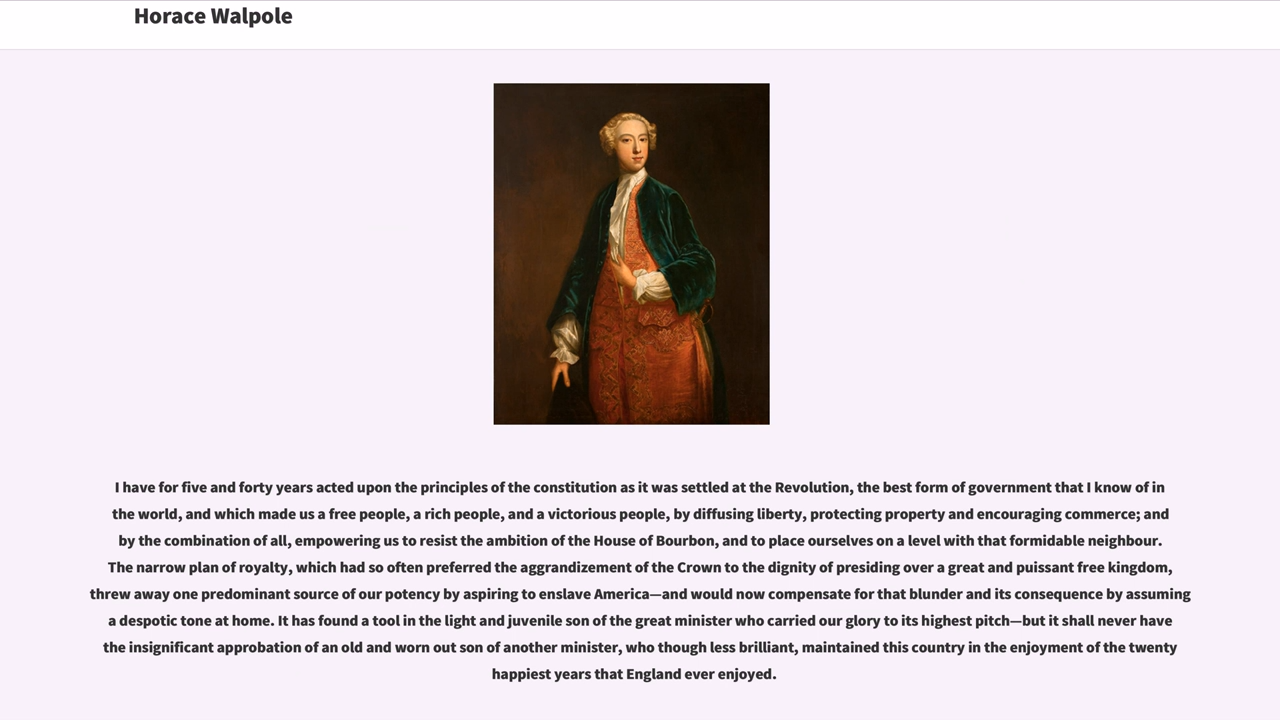 Horace Walpole
I have for five and forty years acted upon the principles of the constitution as it was settled at the Revolution, the best form of government that I know of in
the world, and which made us a free people, a rich people, and a victorious people, by diffusing liberty, protecting property and encouraging commerce; and
by the combination of all, empowering us to resist the ambition of the House of Bourbon, and to place ourselves on a level with that formidable neighbour.
The narrow plan of royalty, which had so often preferred the aggrandizement of the Crown to the dignity of presiding over a great and puissant free kingdom,
threw away one predominant source of our potency by aspiring to enslave America—and would now compensate for that blunder and its consequence by assuming
a despotic tone at home. It has found a tool in the light and juvenile son of the great minister who carried our glory to its highest pitch—but it shall never have
the insignificant approbation of an old and worn out son of another minister, who though less brilliant, maintained this country in the enjoyment of the twenty
happiest years that England ever enjoyed.